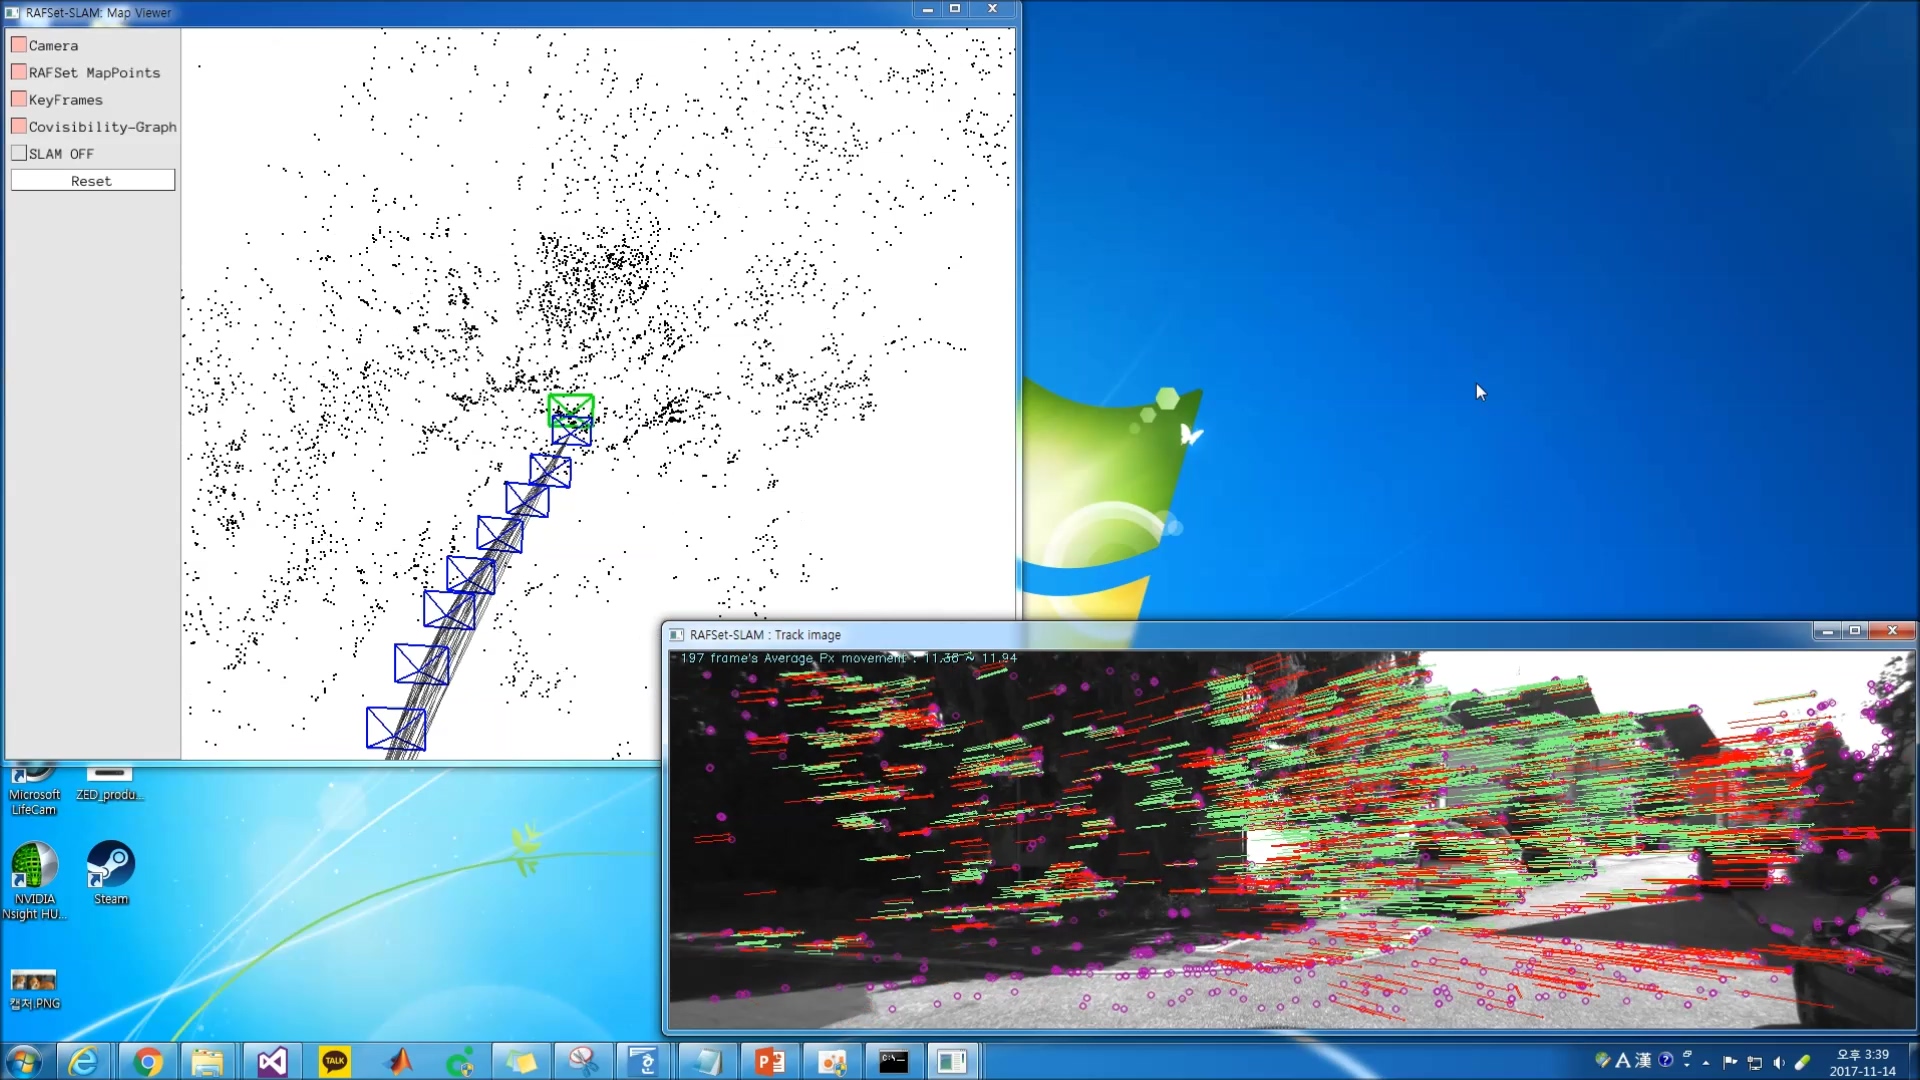 RAFSet-SLAM: Map Viewer
Camera
RAFSet MapPoints
KeyFrames
Covisibility-Graph
SLAM OFF
Reset
RAFSet-SLAM : Track image
197 frame's Average Px movement : 11.36 ~ 11.94
Microsoft
LifeCam
ZED_produ...
NVIDIA
Nsight HU...
Steam
캡처.PNG
TALK
C:\-
A 漢
오후 3:39
2017-11-14